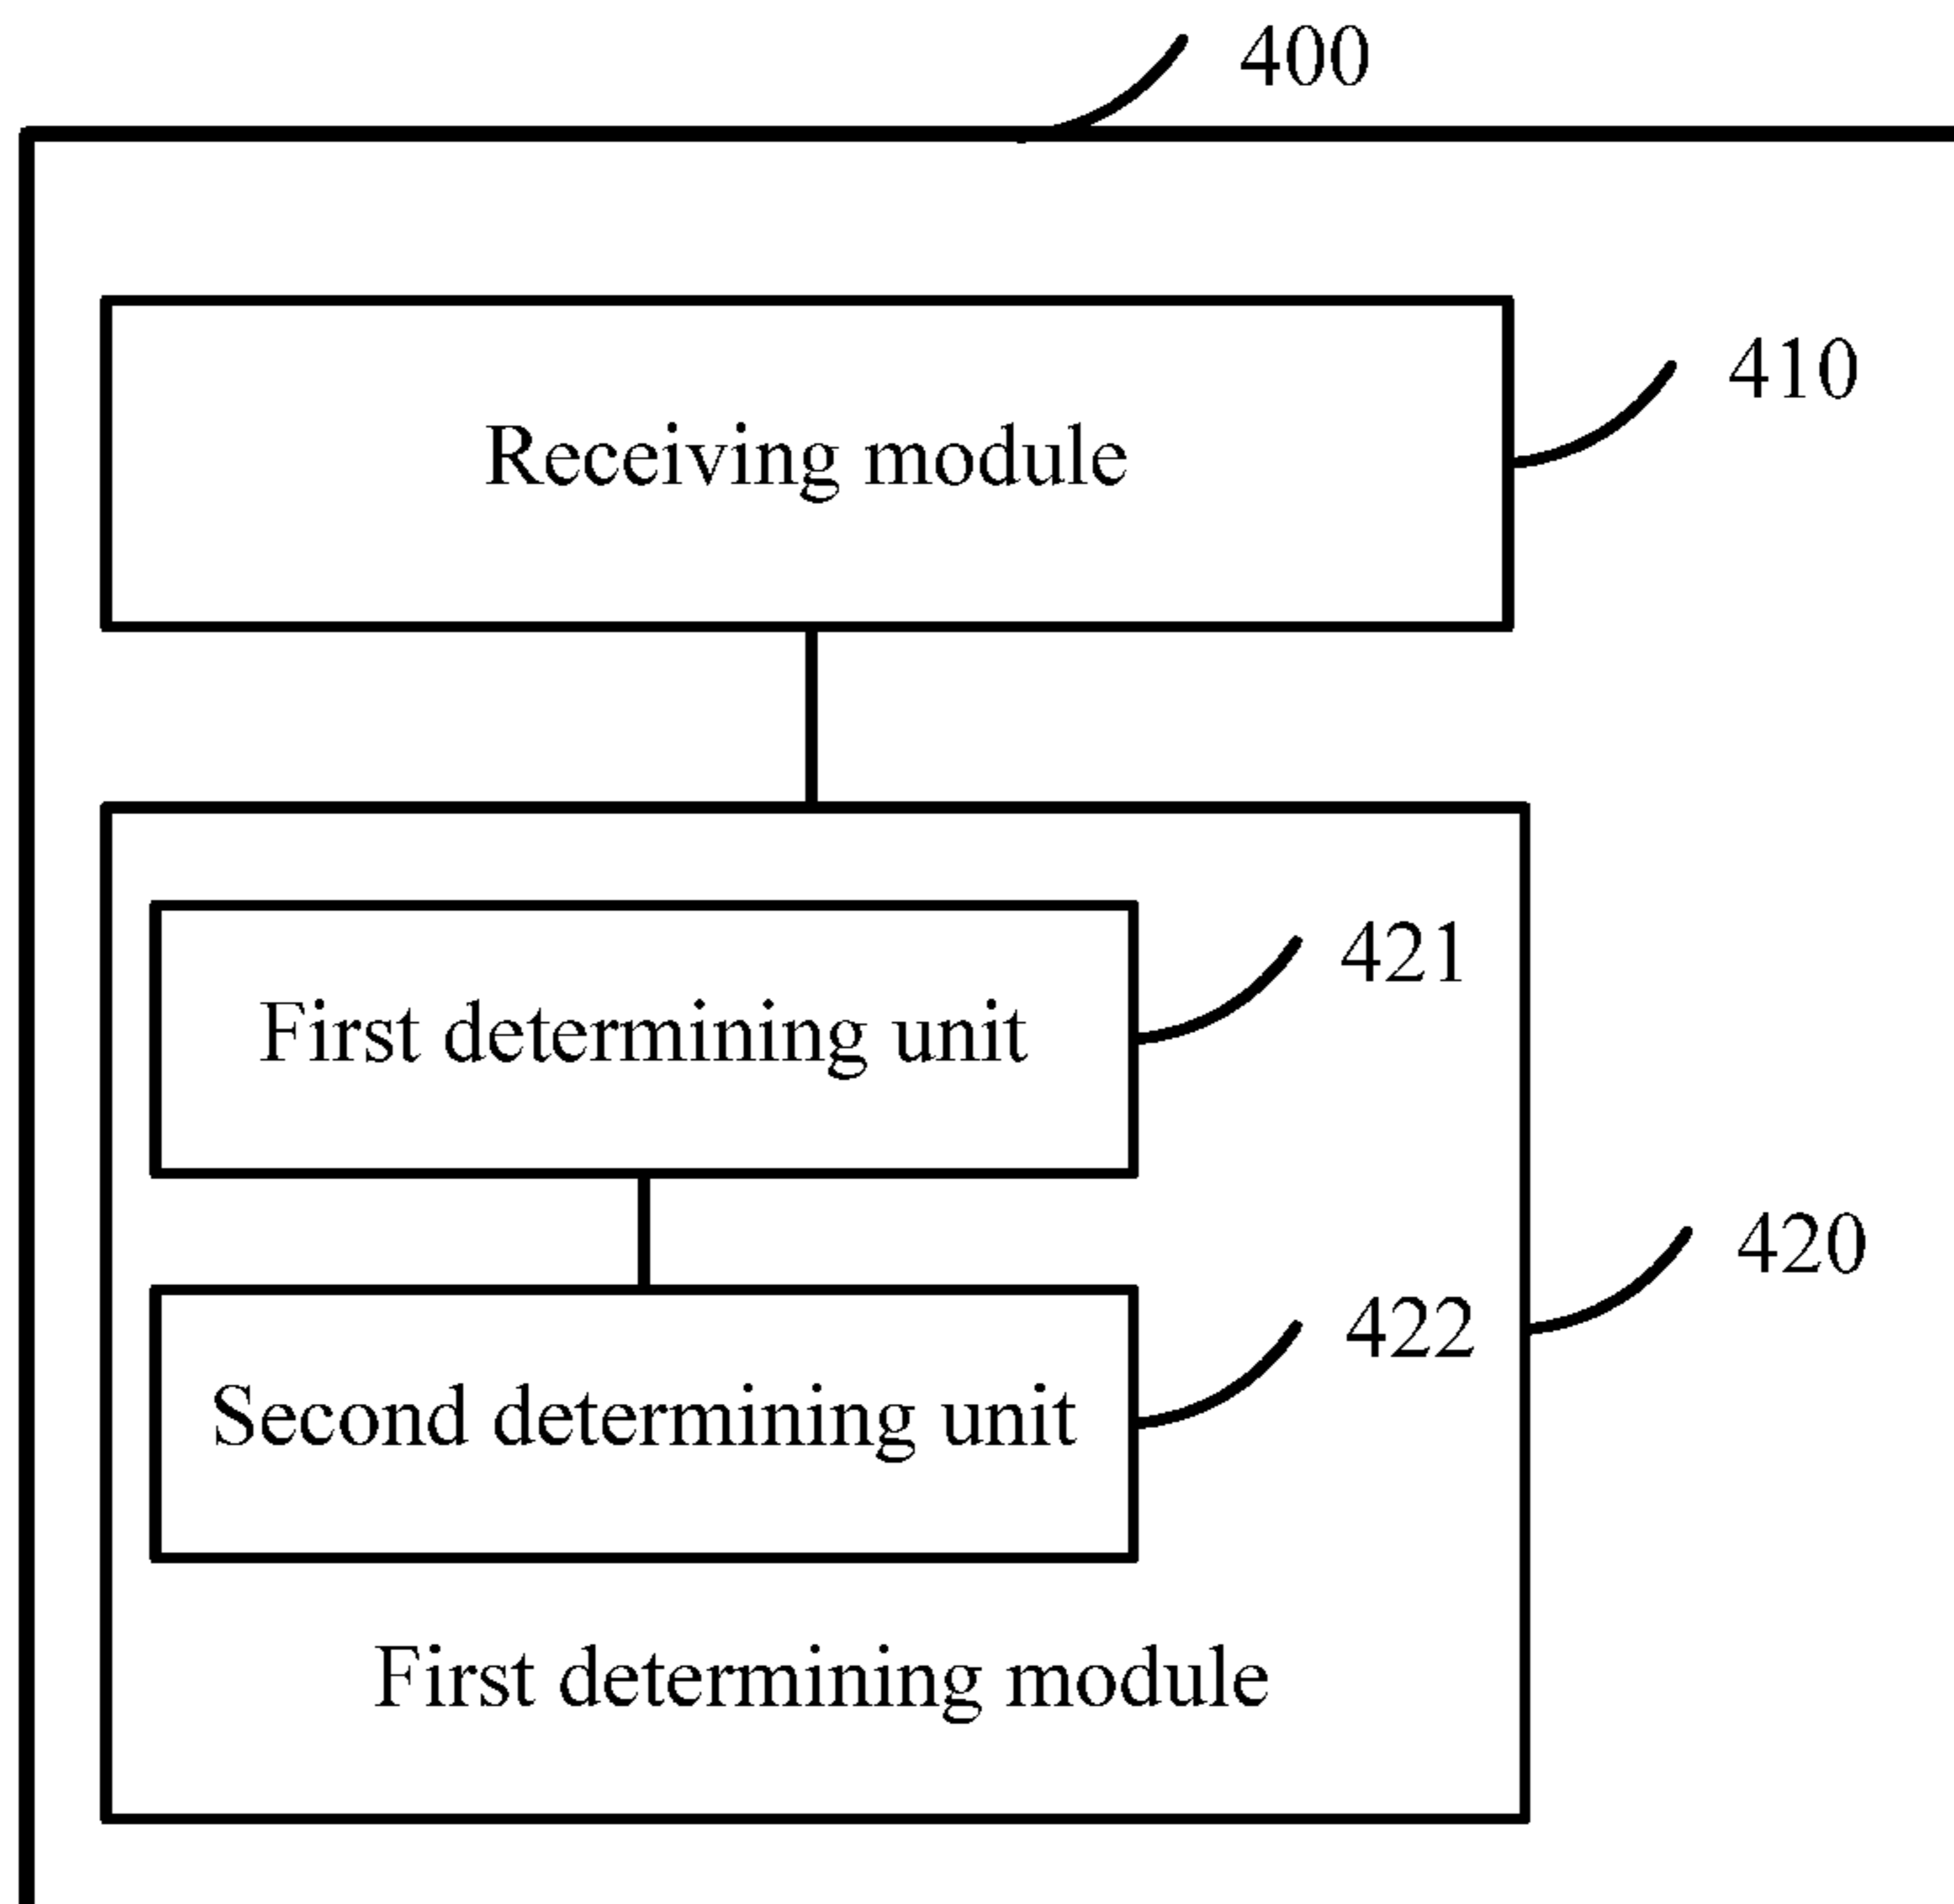 400
410
Receiving module
421
First determining unit
420
422
Second determining unit
First determining module